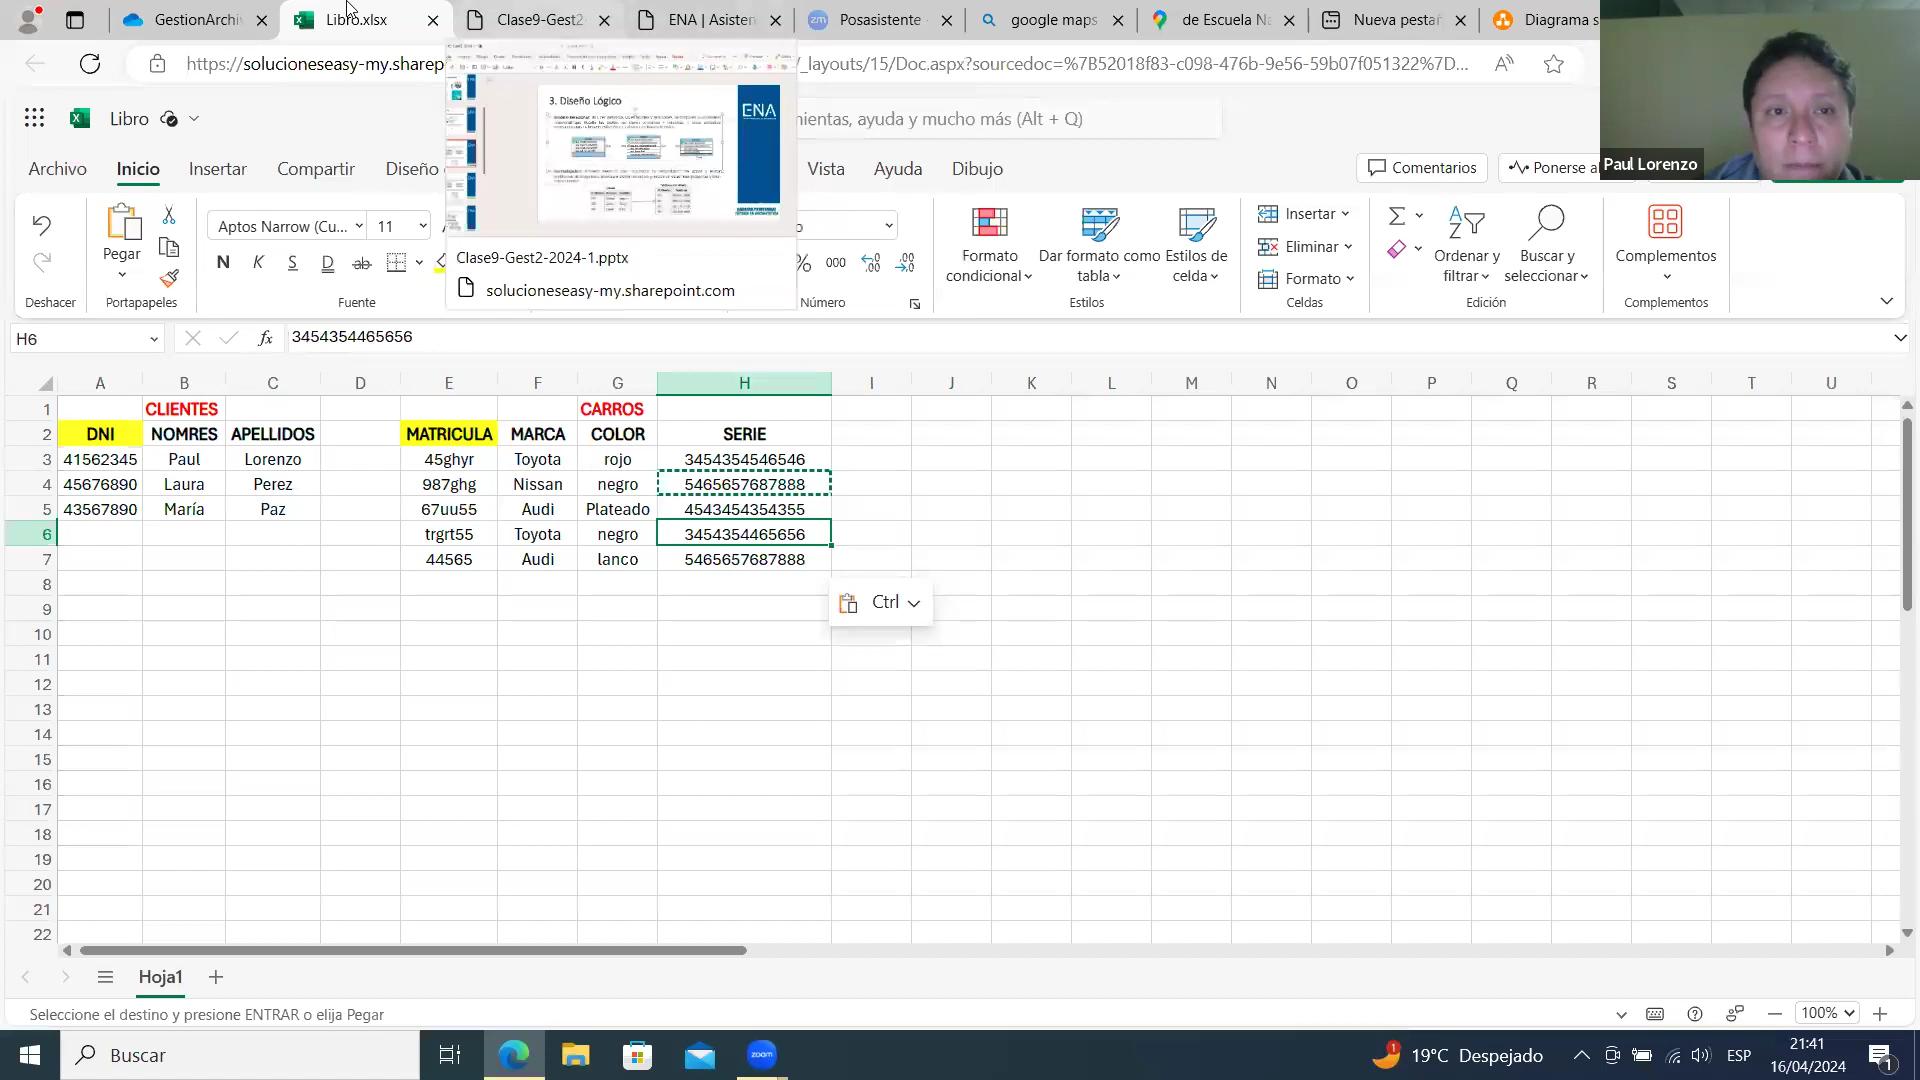 GestionArchi
Libro.xlsx
Clase9-Gest2
ENA | Asisten
Posasistente -
google maps
de Escuela Na
Nueva pestañ
Diagrama s
https://solucioneseasy-my.sharep
/_layouts/15/Doc.aspx?sourcedoc=%7B52018f83-c098-476b-9e56-59b07f051322%7D...
Libro
mientas, ayuda y mucho más (Alt + Q)
3. Diseño Lógico
ENA
Clase9-Gest2-2024-1.pptx
solucioneseasy-my.sharepoint.com
Archivo Inicio Insertar Compartir Diseño
Vista Ayuda Dibujo
Comentarios
Ponerse al
Paul Lorenzo
Pegar
Aptos Narrow (Cu... 11
N K S D ab
% 000
Formato condicional
Dar formato como tabla
Estilos de celda
Insertar
Eliminar
Formato
Ordenar y filtrar
Buscar y seleccionar
Complementos
Deshacer Portapapeles Fuente Número Estilos Celdas Edición Complementos
H6 fx 3454354465656
A B C D E F G H I J K L M N O P Q R S T U
1 CLIENTES CARROS
2 DNI NOMRES APELLIDOS MATRICULA MARCA COLOR SERIE
3 41562345 Paul Lorenzo 45ghyr Toyota rojo 3454354546546
4 45676890 Laura Perez 987ghg Nissan negro 5465657687888
5 43567890 María Paz 67uu55 Audi Plateado 4543454354355
6 trgrt55 Toyota negro 3454354465656
7 44565 Audi lanco 5465657687888
8
9
Ctrl
10
11
12
13
14
15
16
17
18
19
20
21
22
Hoja1
Seleccione el destino y presione ENTRAR o elija Pegar
100%
Buscar
zoom
1
19°C Despejado
ESP
21:41
16/04/2024
1